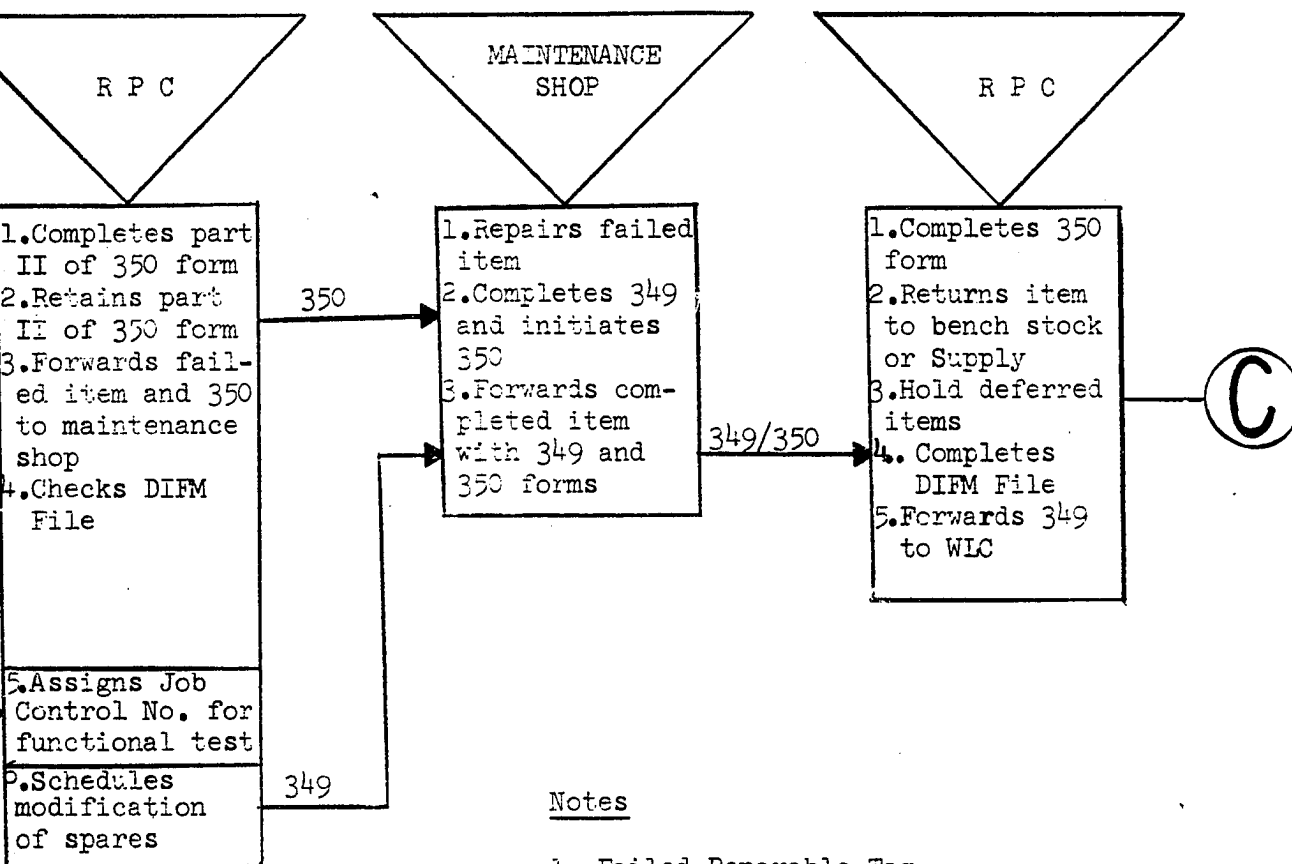 R P C
1.Completes part
II of 350 form
2.Retains part
II of 350 form
3.Forwards fail-
ed item and 350
to maintenance
shop
4.Checks DIFM
File
5.Assigns Job
Control No. for
functional test
.Schedules
modification
of spares
350
349
MAINTENANCE
SHOP
1.Repairs failed
item
2.Completes 349
and initiates
350
3.Forwards com-
pleted item
with 349 and
350 forms
349/350
R P C
1.Completes 350
form
2.Returns item
to bench stock
or Supply
3.Hold deferred
items
4.. Completes
DIFM File
5.Forwards 349
to WLC
C
Notes
Failed Removable Tag